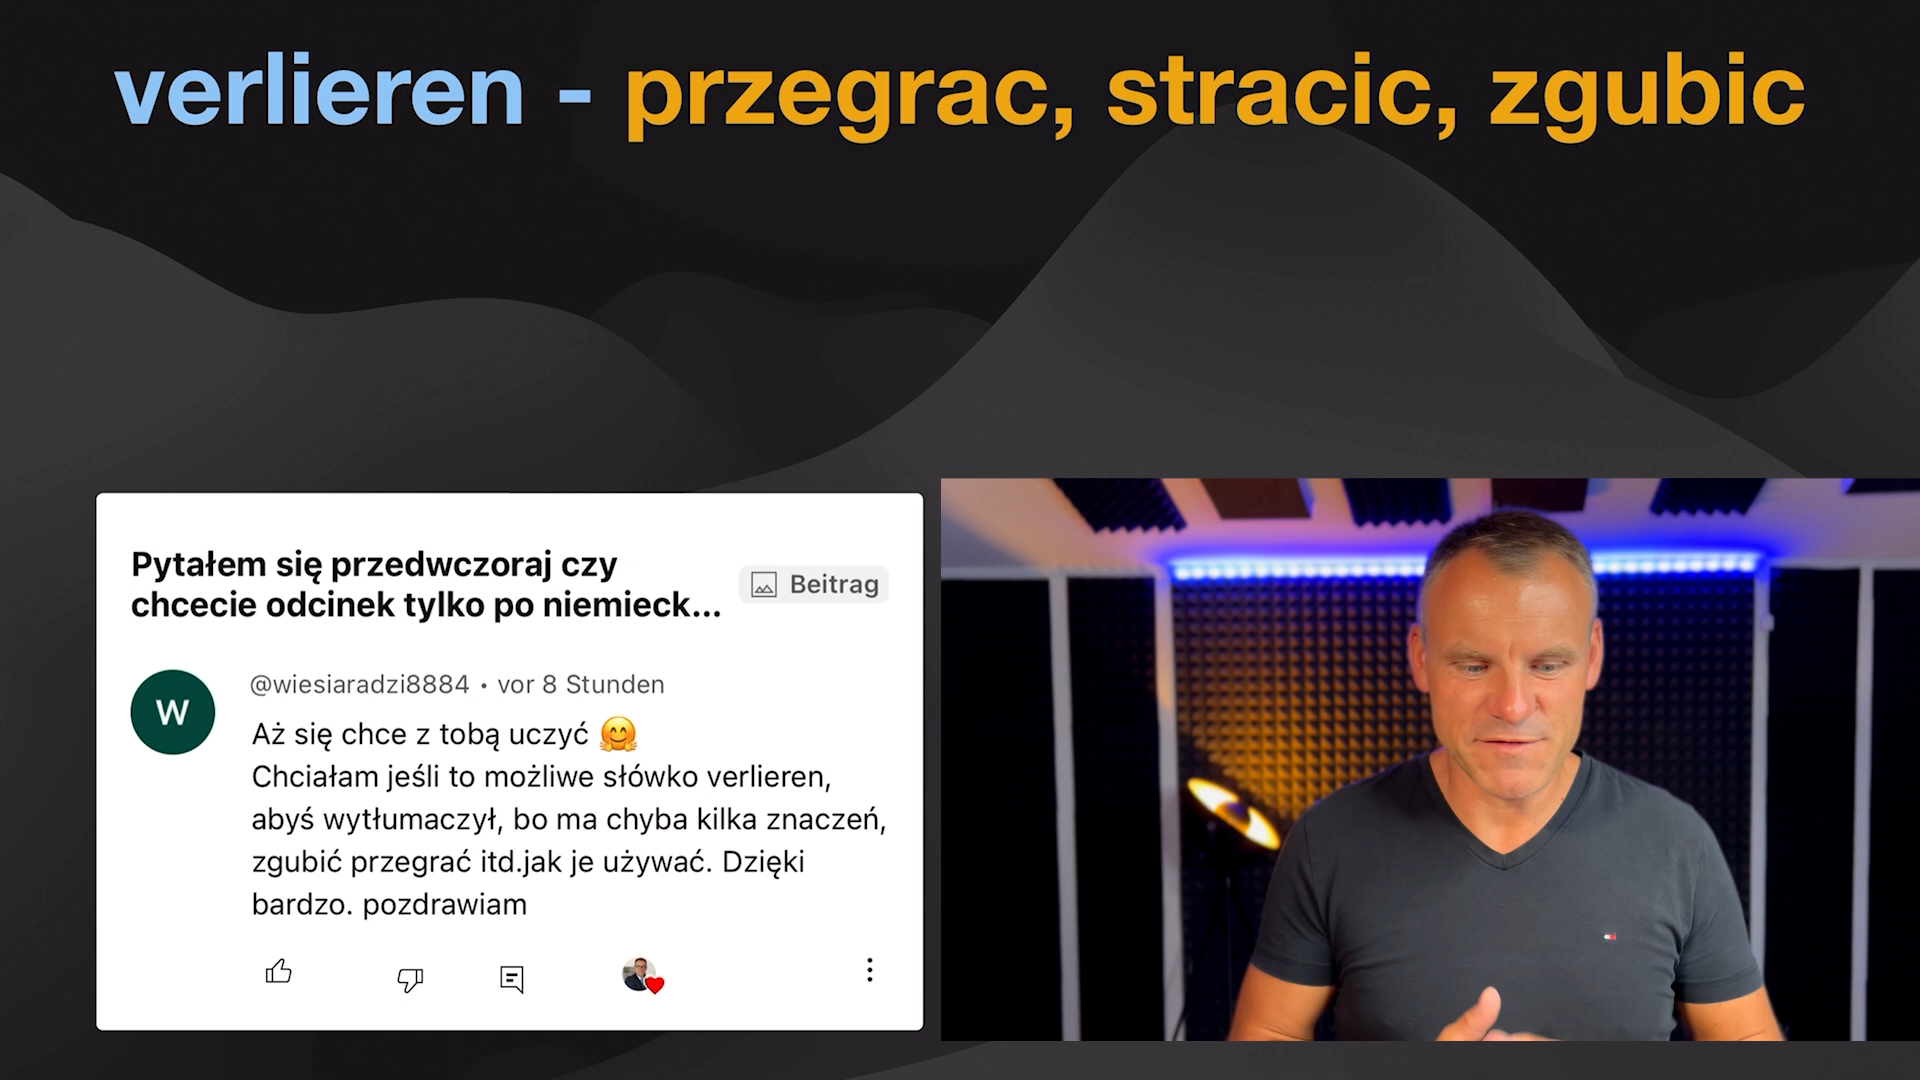 verlieren - przegrac, stracic, zgubic
Pytałem się przedwczoraj czy
chcecie odcinek tylko po niemieck...
Beitrag
W
@wiesiaradzi8884 • vor 8 Stunden
Aż się chce z tobą uczyć 🤗
Chciałam jeśli to możliwe słówko verlieren,
abyś wytłumaczył, bo ma chyba kilka znaczeń,
zgubić przegrać itd.jak je używać. Dzięki
bardzo. pozdrawiam